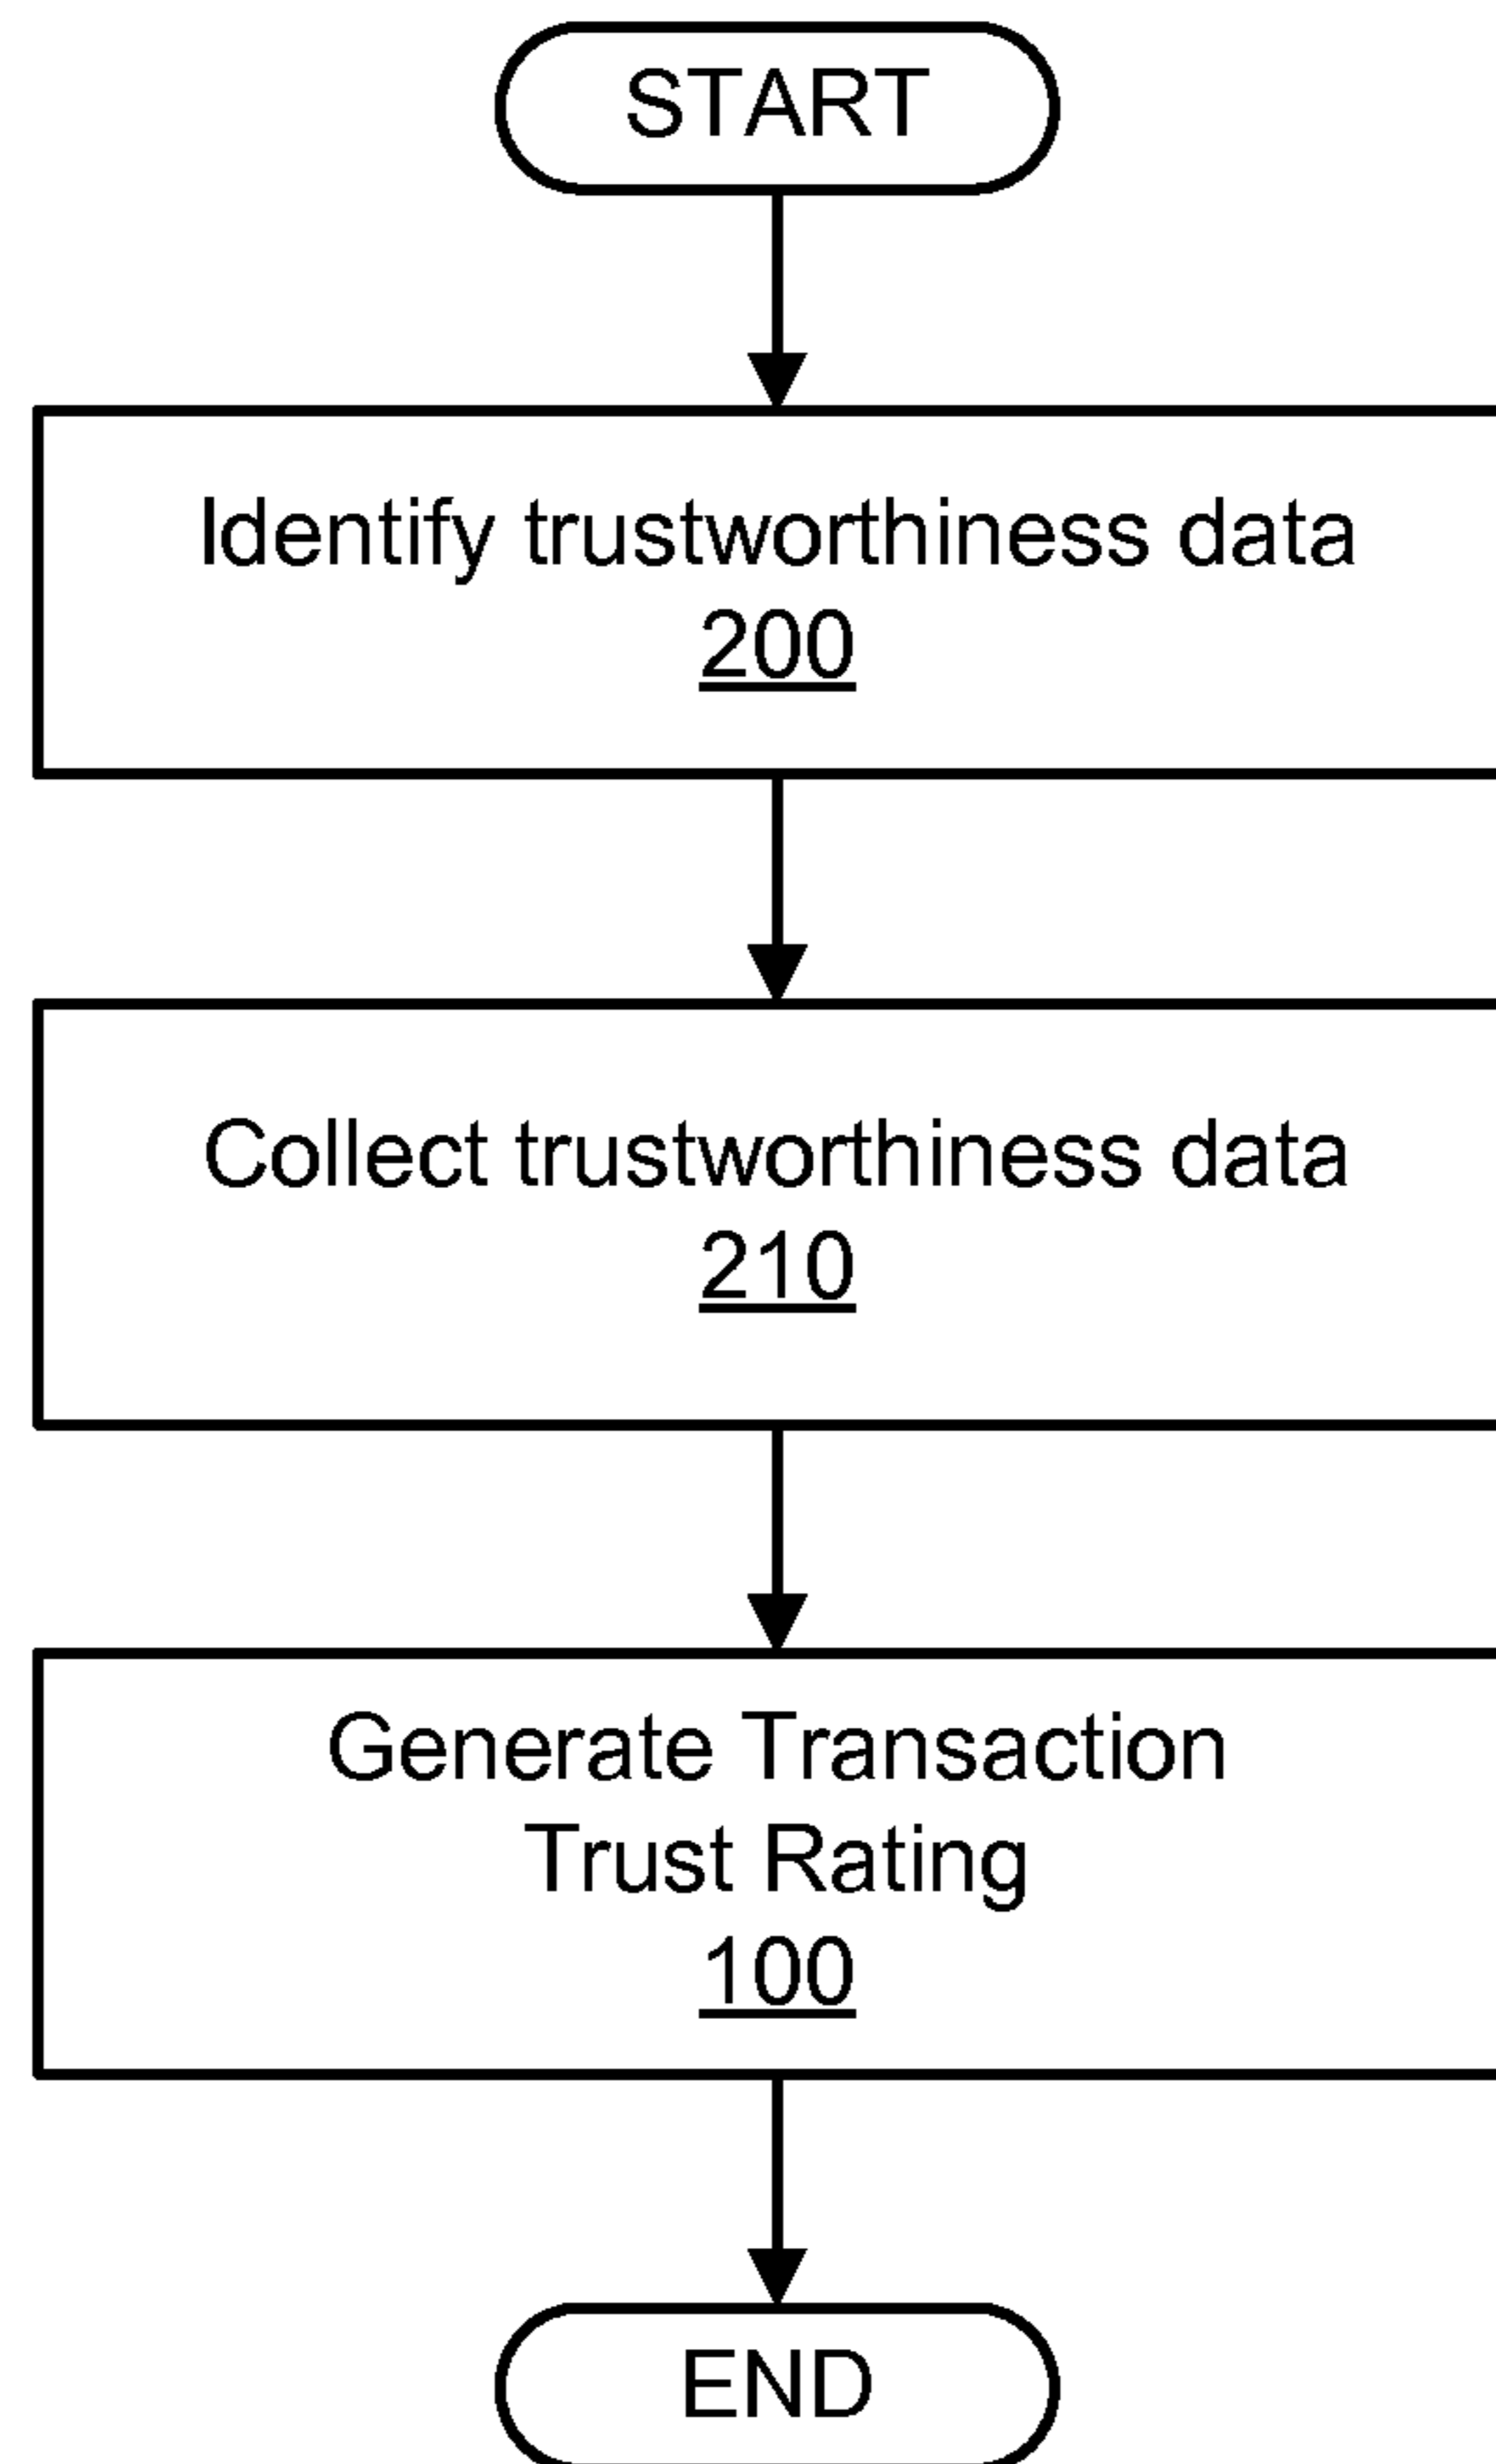 START
Identify trustworthiness data
200
Collect trustworthiness data
210
Generate Transaction
Trust Rating
100
END